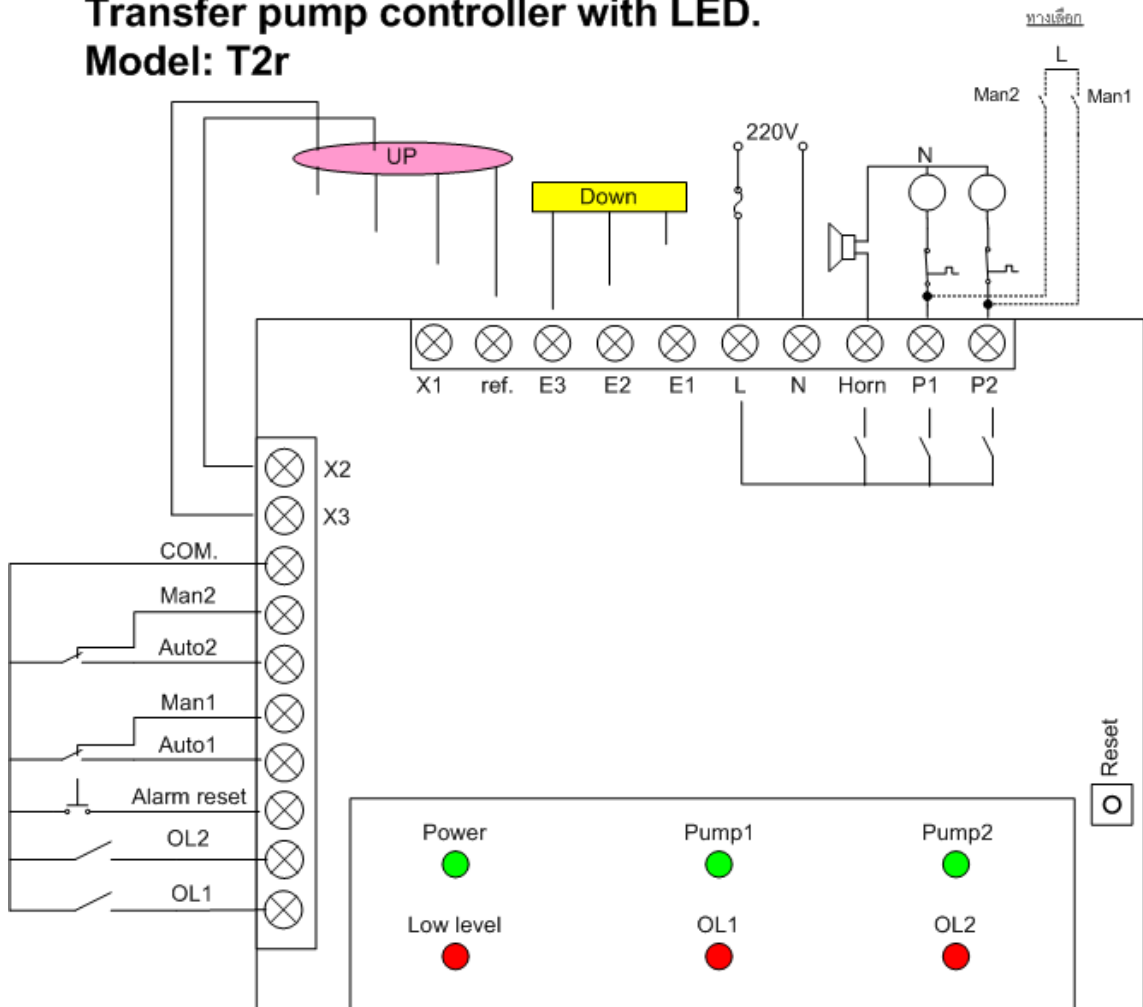 Transfer pump controller with LED.
Model: T2r
ทางเลือก
L
Man2
Man1
220V
N
UP
Down
X1 ref. E3 E2 E1 L N Horn P1 P2
X2
X3
COM.
Man2
Auto2
Man1
Auto1
Alarm reset
OL2
OL1
Reset
Power Pump1 Pump2
Low level OL1 OL2